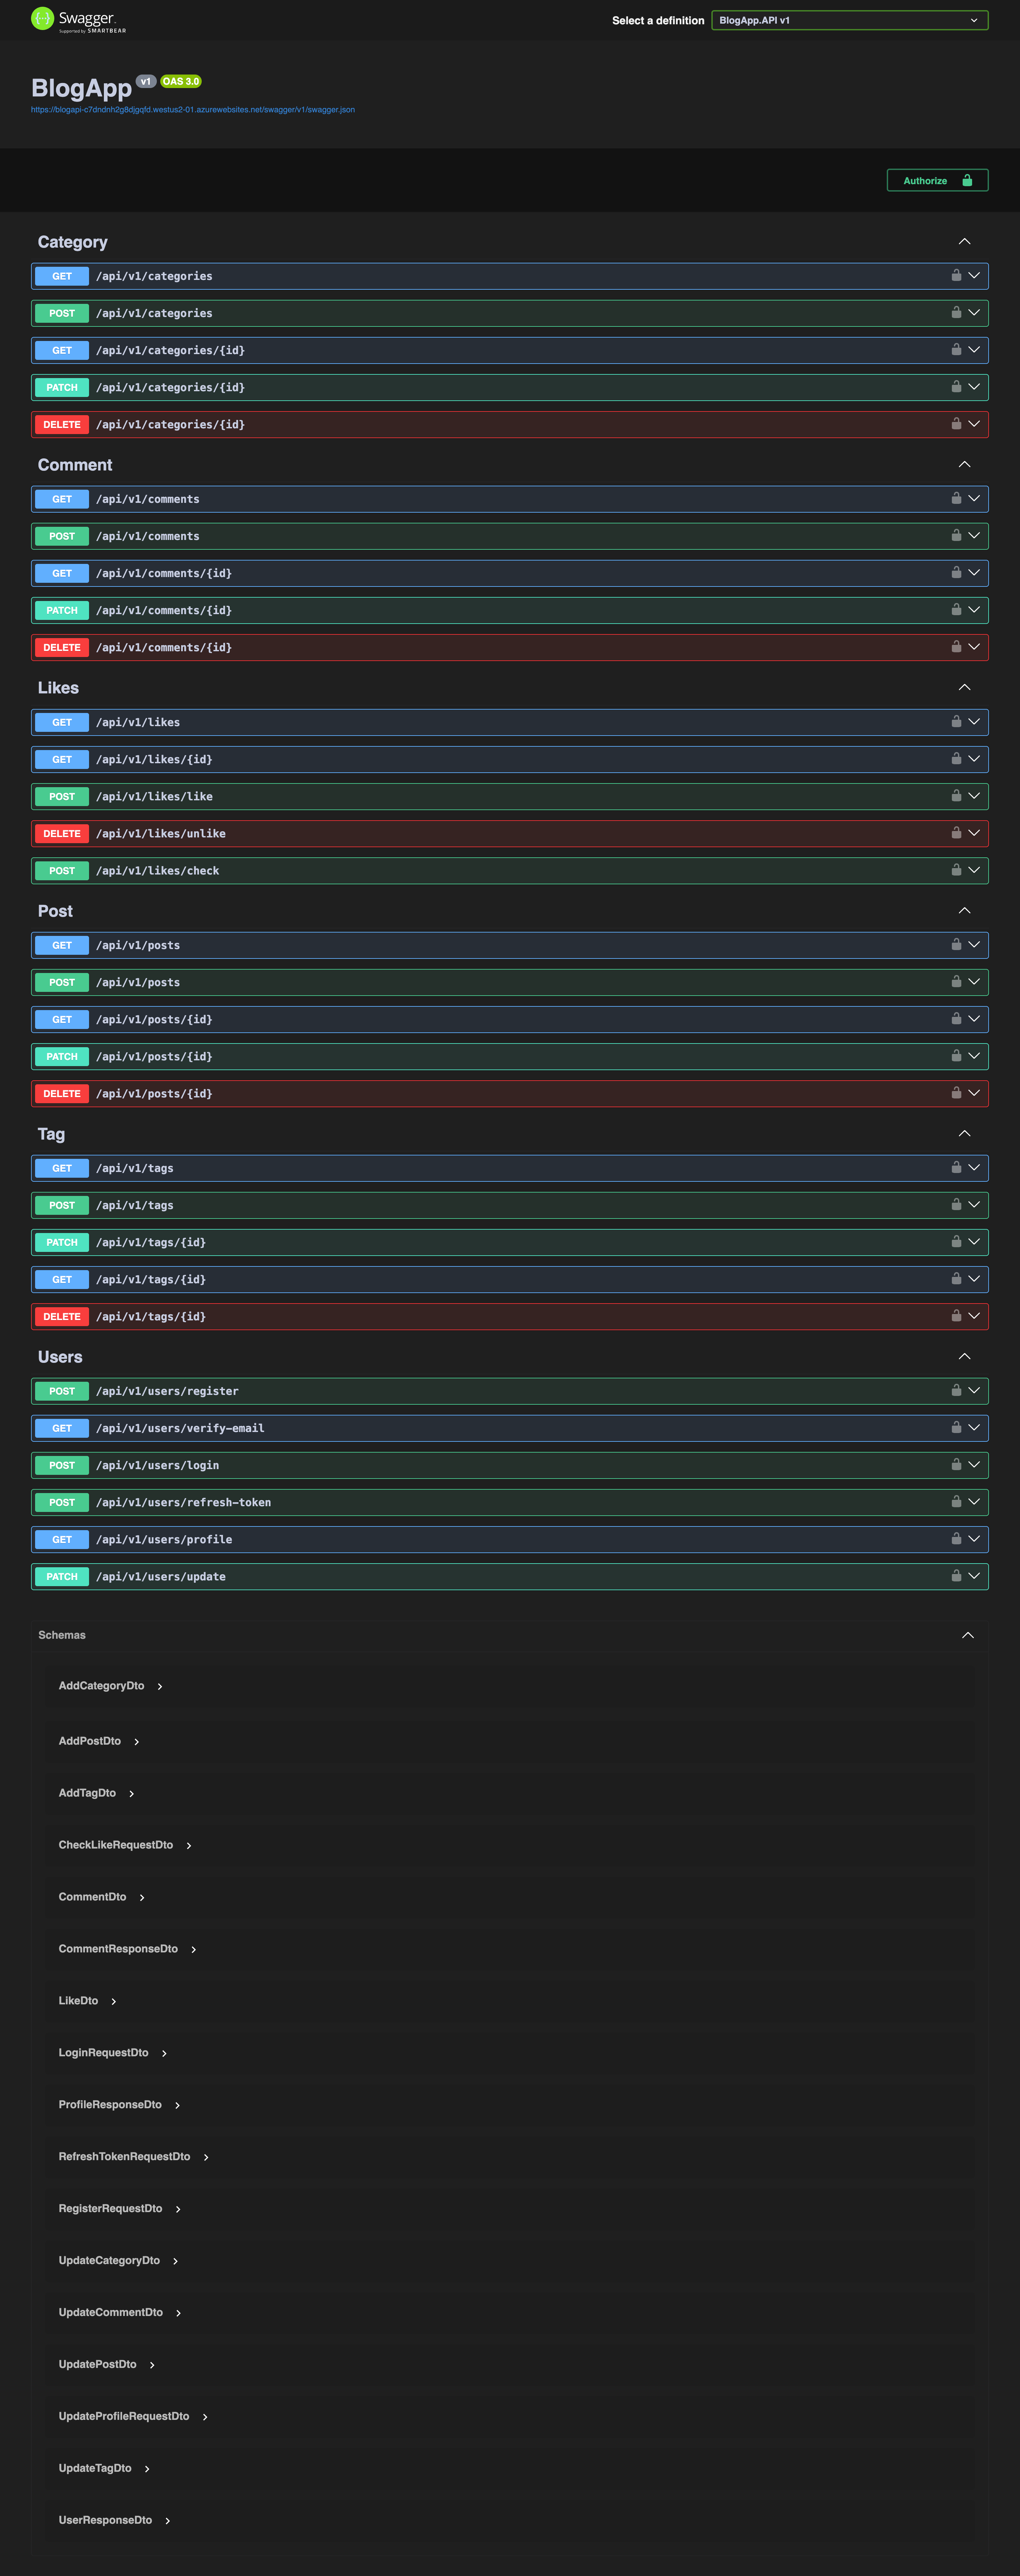 Swagger
Supported by SMARTBEAR
Select a definition
BlogApp.API v1
BlogApp v1 OAS 3.0
https://blogapi-c7dndnh2g8djgqfd.westus2-01.azurewebsites.net/swagger/v1/swagger.json
Authorize
Category
GET /api/v1/categories
POST /api/v1/categories
GET /api/v1/categories/{id}
PATCH /api/v1/categories/{id}
DELETE /api/v1/categories/{id}
Comment
GET /api/v1/comments
POST /api/v1/comments
GET /api/v1/comments/{id}
PATCH /api/v1/comments/{id}
DELETE /api/v1/comments/{id}
Likes
GET /api/v1/likes
GET /api/v1/likes/{id}
POST /api/v1/likes/like
DELETE /api/v1/likes/unlike
POST /api/v1/likes/check
Post
GET /api/v1/posts
POST /api/v1/posts
GET /api/v1/posts/{id}
PATCH /api/v1/posts/{id}
DELETE /api/v1/posts/{id}
Tag
GET /api/v1/tags
POST /api/v1/tags
PATCH /api/v1/tags/{id}
GET /api/v1/tags/{id}
DELETE /api/v1/tags/{id}
Users
POST /api/v1/users/register
GET /api/v1/users/verify-email
POST /api/v1/users/login
POST /api/v1/users/refresh-token
GET /api/v1/users/profile
PATCH /api/v1/users/update
Schemas
AddCategoryDto
AddPostDto
AddTagDto
CheckLikeRequestDto
CommentDto
CommentResponseDto
LikeDto
LoginRequestDto
ProfileResponseDto
RefreshTokenRequestDto
RegisterRequestDto
UpdateCategoryDto
UpdateCommentDto
UpdatePostDto
UpdateProfileRequestDto
UpdateTagDto
UserResponseDto